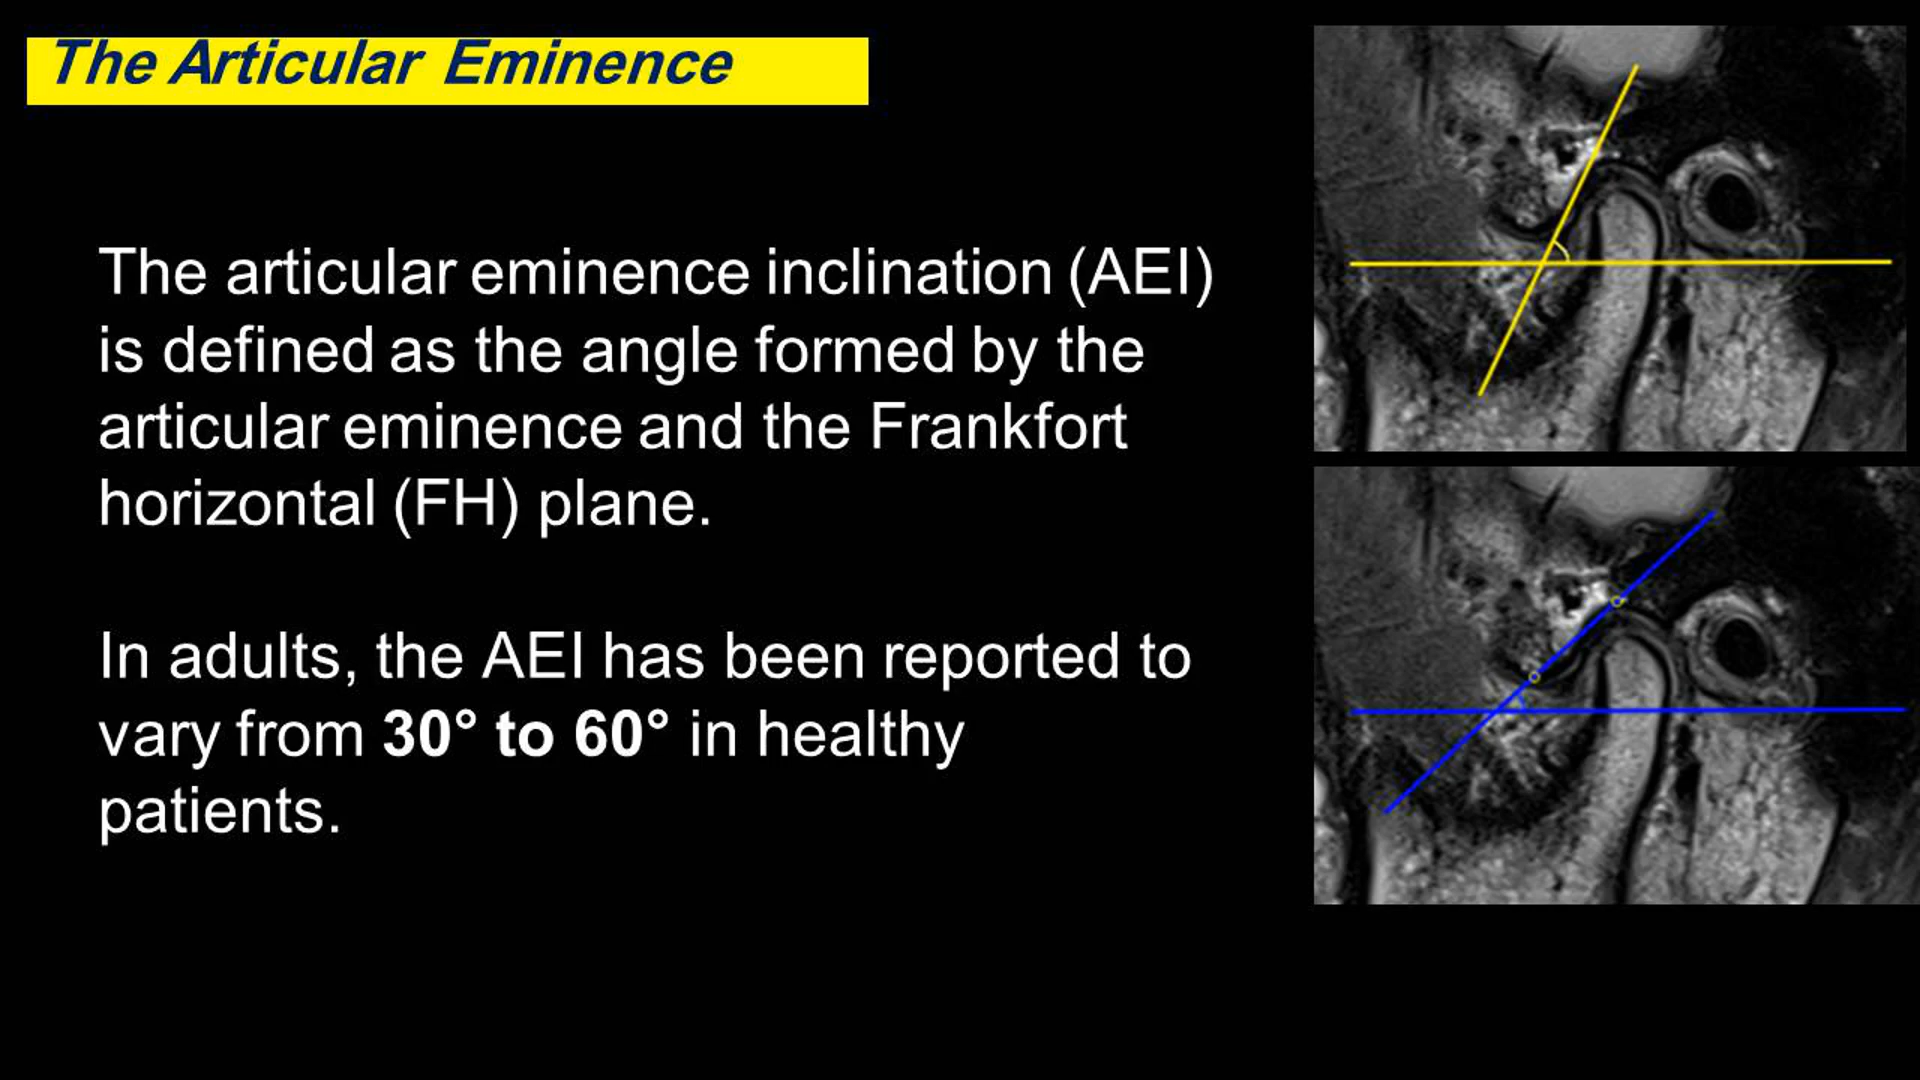 The Articular Eminence
The articular eminence inclination (AEI)
is defined as the angle formed by the
articular eminence and the Frankfort
horizontal (FH) plane.
In adults, the AEI has been reported to
vary from 30° to 60° in healthy
patients.